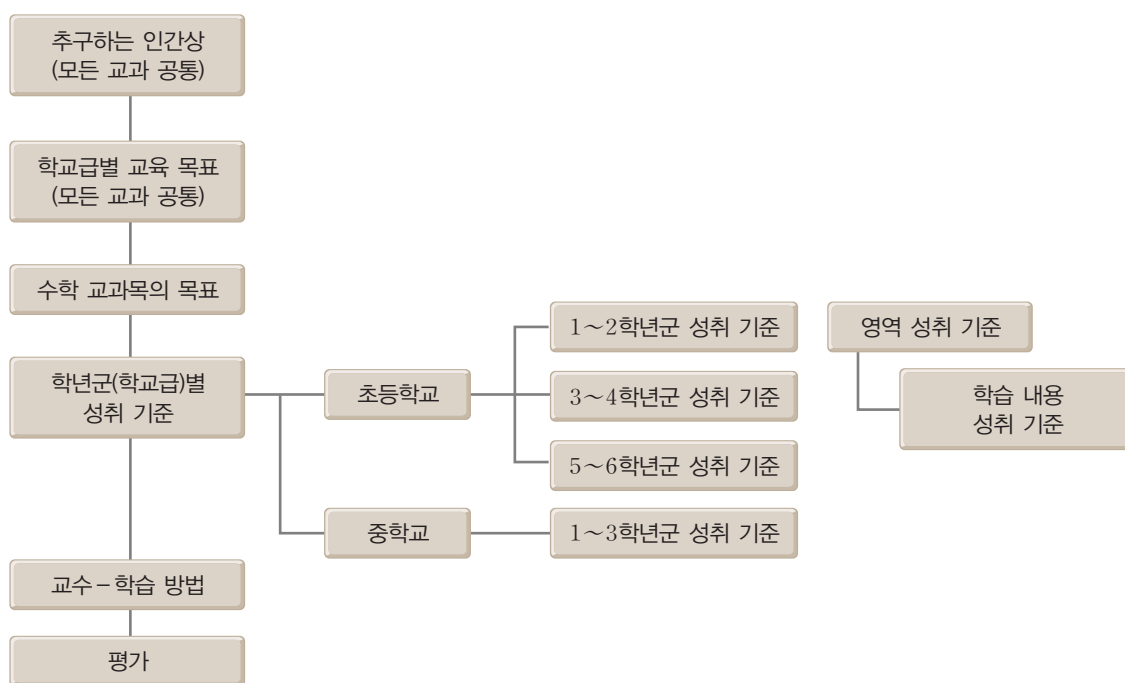 추구하는 인간상
(모든 교과 공통)
학교급별 교육 목표
(모든 교과 공통)
수학 교과목의 목표
학년군(학교급)별
성취 기준
초등학교
1~2학년군 성취 기준
3~4학년군 성취 기준
5~6학년군 성취 기준
영역 성취 기준
학습 내용
성취 기준
중학교
1~3학년군 성취 기준
교수-학습 방법
평가